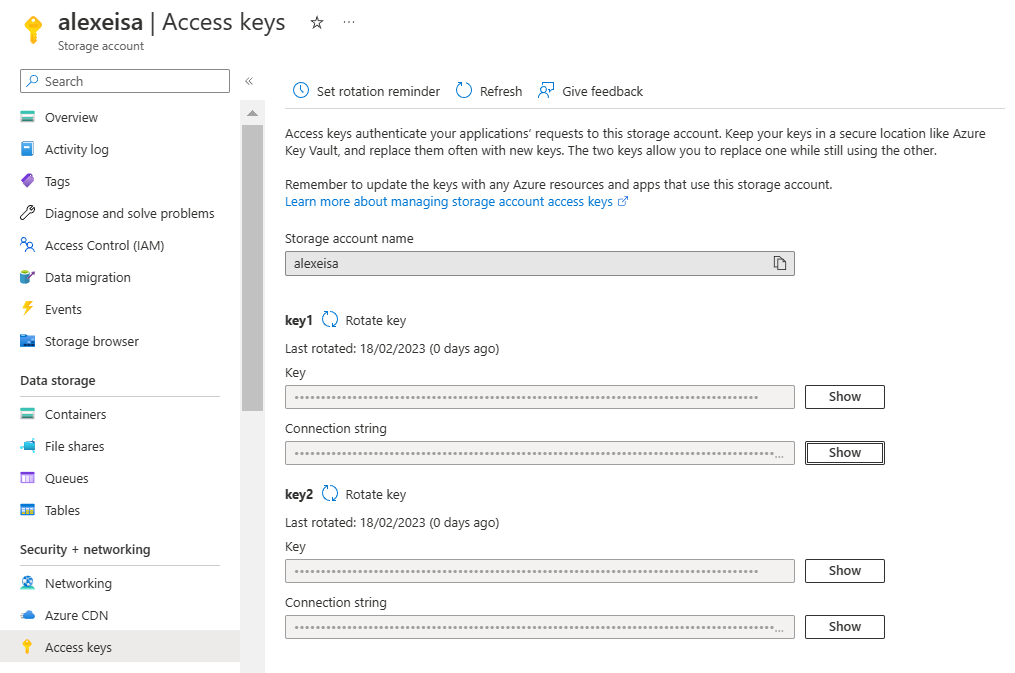 alexeisa | Access keys ☆ ...
Storage account
Search
«
Overview
Activity log
Tags
Diagnose and solve problems
Access Control (IAM)
Data migration
Events
Storage browser
Data storage
Containers
File shares
Queues
Tables
Security + networking
Networking
Azure CDN
Access keys
Set rotation reminder Refresh Give feedback
Access keys authenticate your applications' requests to this storage account. Keep your keys in a secure location like Azure
Key Vault, and replace them often with new keys. The two keys allow you to replace one while still using the other.
Remember to update the keys with any Azure resources and apps that use this storage account.
Learn more about managing storage account access keys
Storage account name
alexeisa
key1 Rotate key
Last rotated: 18/02/2023 (0 days ago)
Key
Show
Connection string
Show
key2 Rotate key
Last rotated: 18/02/2023 (0 days ago)
Key
Show
Connection string
Show